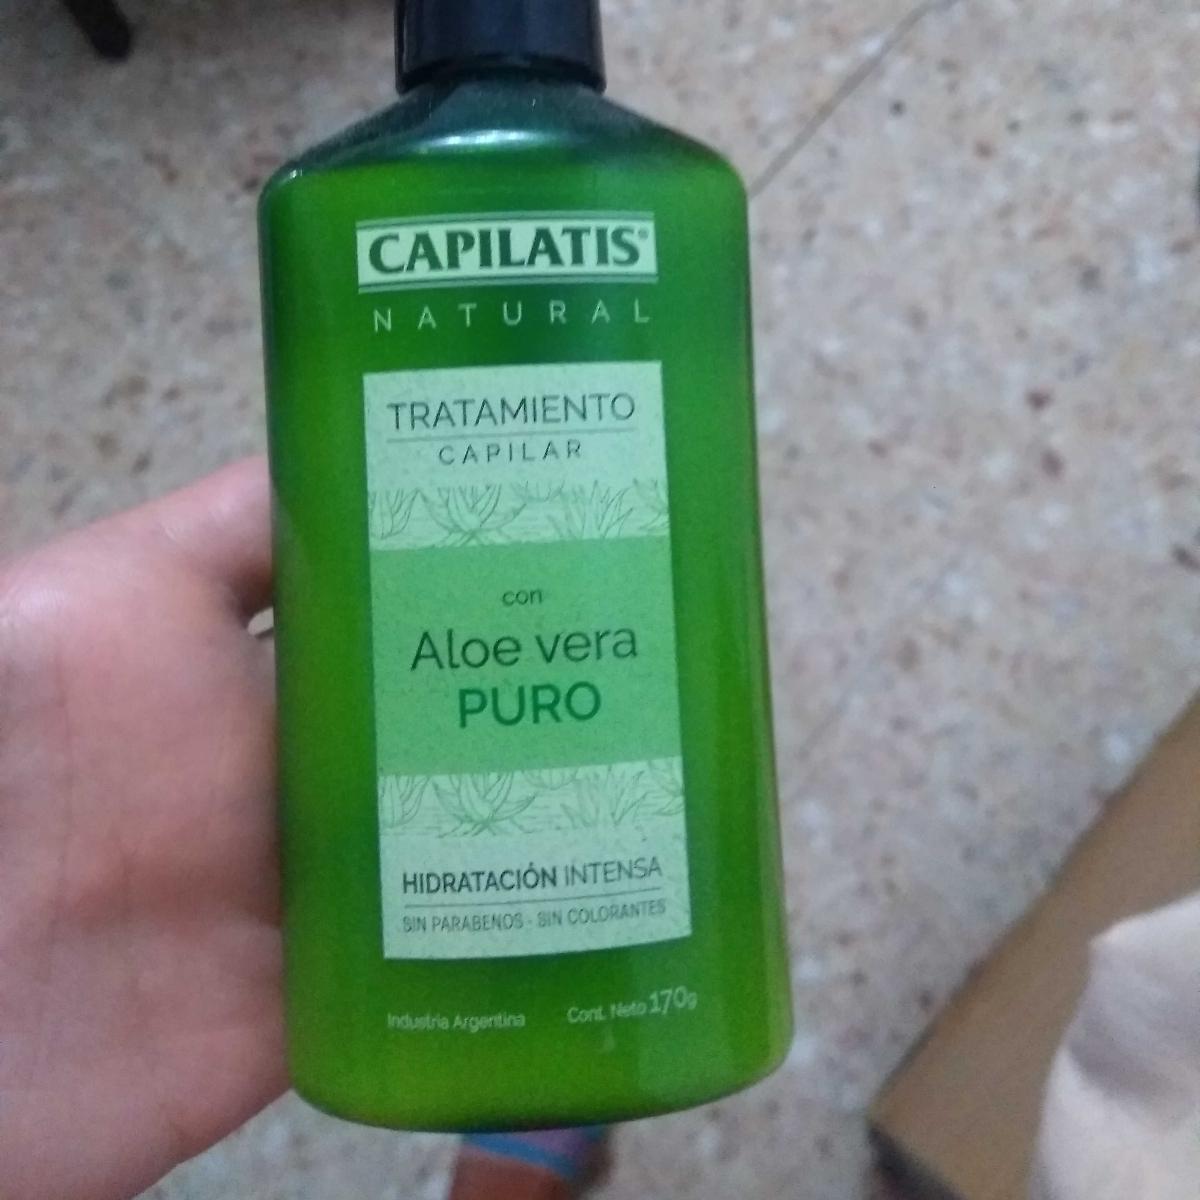 CAPILATIS®
NATURAL
TRATAMIENTO
CAPILAR
con
Aloe vera
PURO
HIDRATACIÓN INTENSA
SIN PARABENOS - SIN COLORANTES
Industria Argentina Cont. Neto 170g